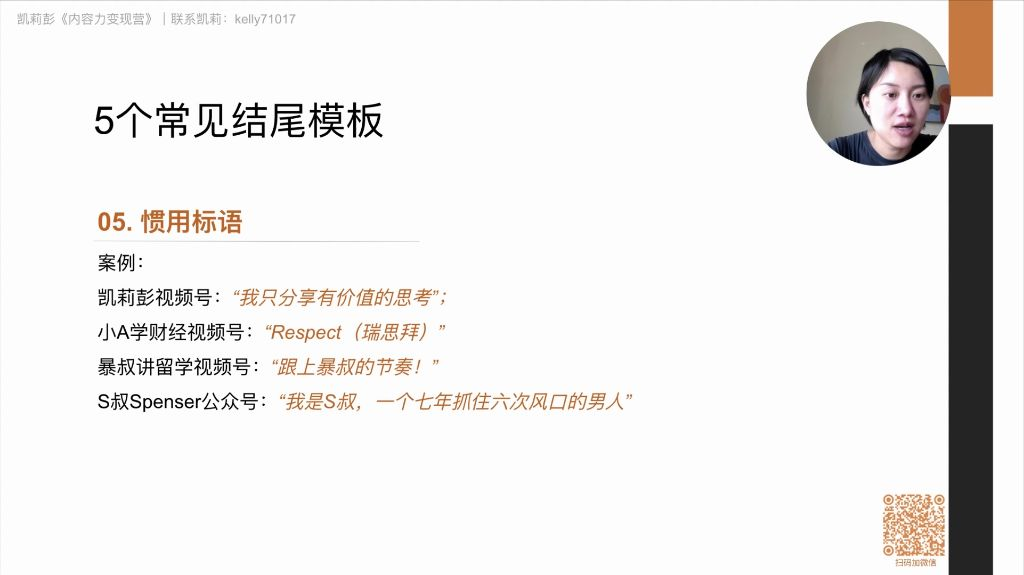 凯莉彭《内容力变现营》｜联系凯莉：kelly71017
5个常见结尾模板
05. 惯用标语
案例：
凯莉彭视频号：“我只分享有价值的思考”；
小A学财经视频号：“Respect（瑞思拜）”
暴叔讲留学视频号：“跟上暴叔的节奏！”
S叔Spenser公众号：“我是S叔，一个七年抓住六次风口的男人”
扫码加微信